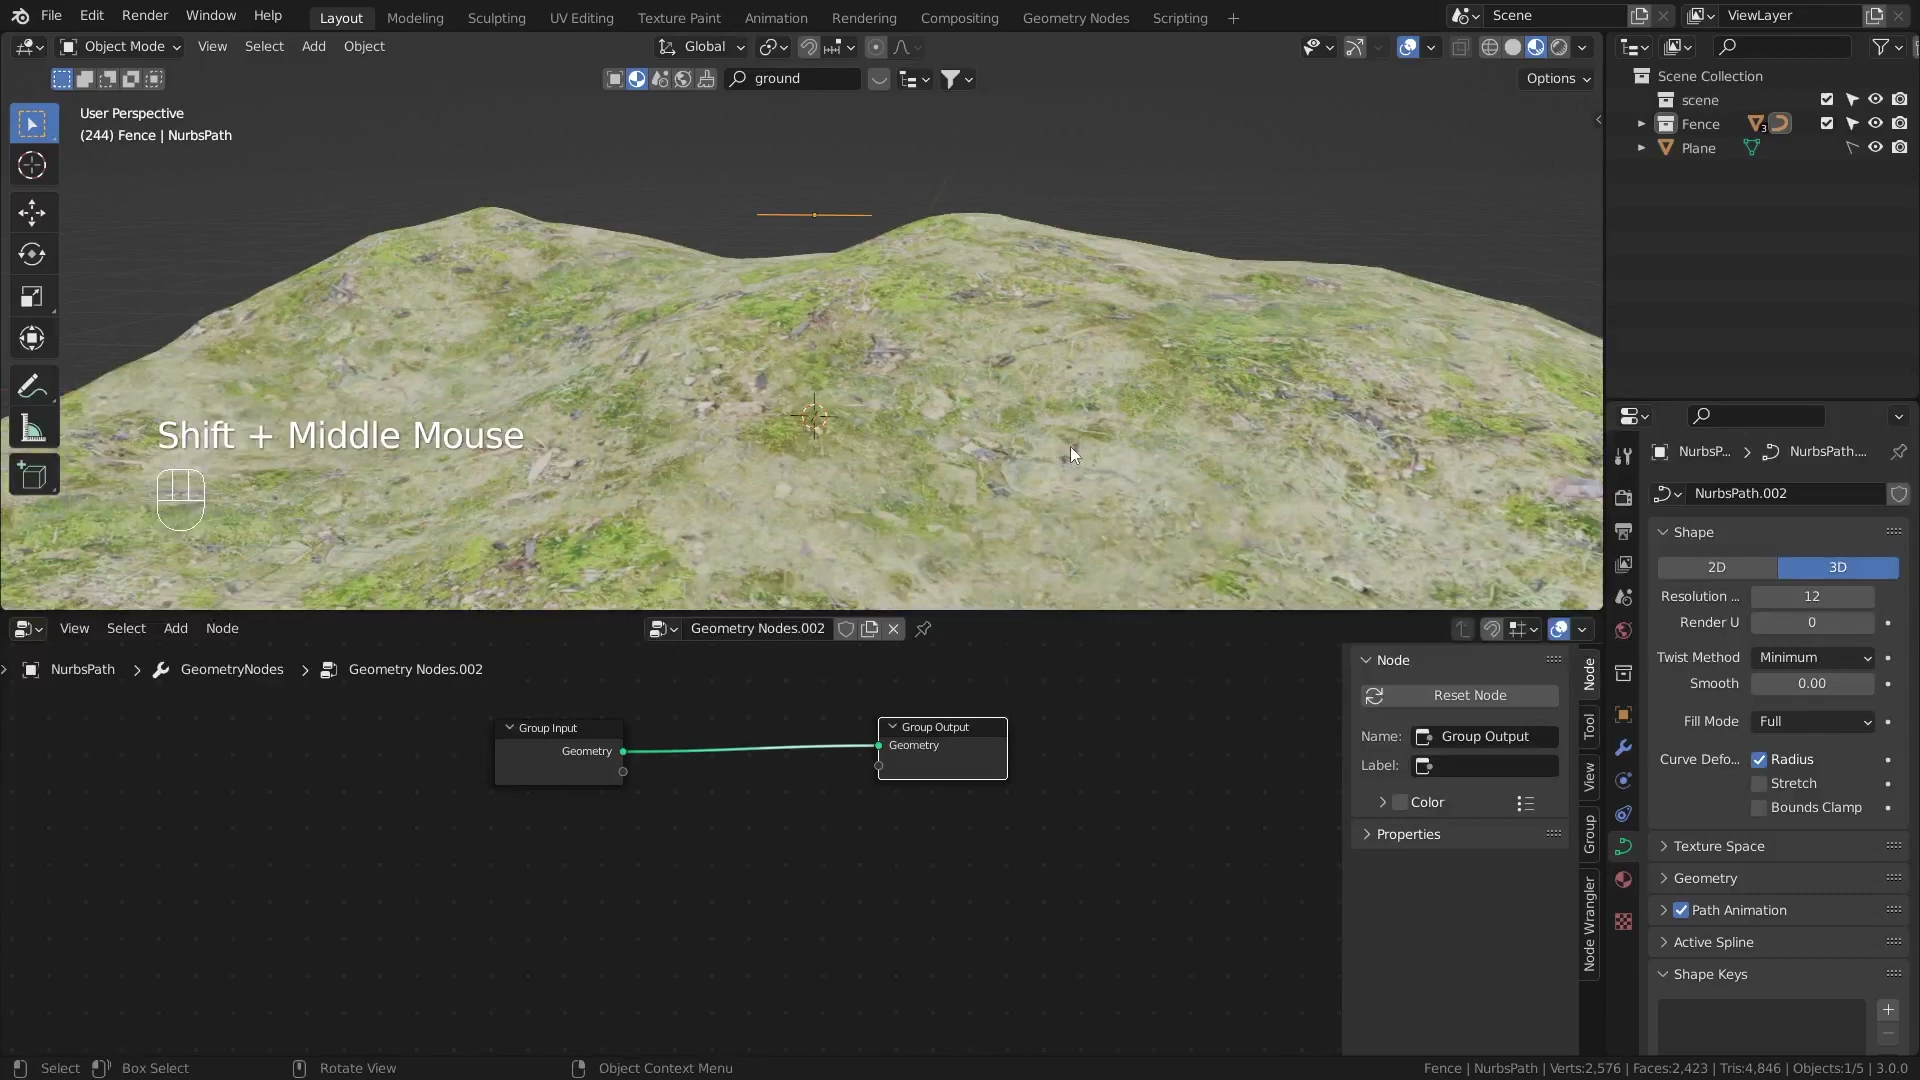 File Edit Render Window Help Layout Modeling Sculpting UV Editing Texture Paint Shading Animation Rendering Compositing Geometry Nodes Scripting Scene ViewLayer
Object Mode View Select Add Object Global
ground Options
User Perspective
(244) Fence | NurbsPath
Scene Collection
scene
Fence 3
Plane
Shift + Middle Mouse
NurbsP... NurbsPath....
NurbsPath.002
Shape
2D 3D
Resolution ... 12
Render U 0
Twist Method Minimum
Smooth 0.00
Fill Mode Full
Curve Defo... Radius
Stretch
Bounds Clamp
Texture Space
Geometry
Path Animation
Active Spline
Shape Keys
View Select Add Node Geometry Nodes.002
NurbsPath GeometryNodes Geometry Nodes.002
Group Input
Geometry
Group Output
Geometry
Node
Reset Node
Name: Group Output
Label:
Color
Properties
Node
Tool
View
Group
Node Wrangler
Select Box Select Rotate View Object Context Menu Fence | NurbsPath | Verts:2,576 | Faces:2,423 | Tris:4,846 | Objects:1/5 | 3.0.0